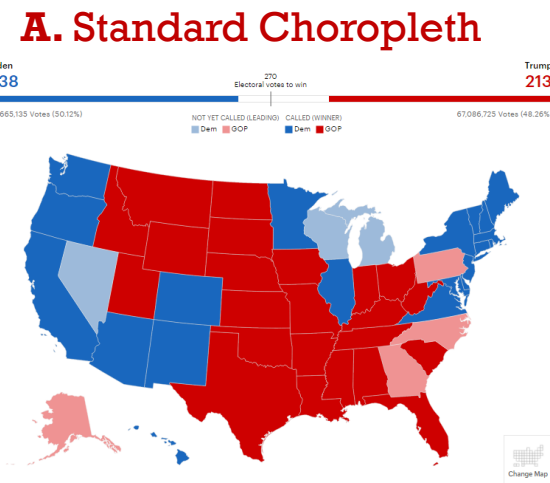 A. Standard Choropleth
den
Trump
38
270
Electoral votes to win
213
665,135 Votes (50.12%)
NOT YET CALLED (LEADING) CALLED (WINNER)
67,086,725 Votes (48.26%
Dem GOP Dem GOP
Change Map